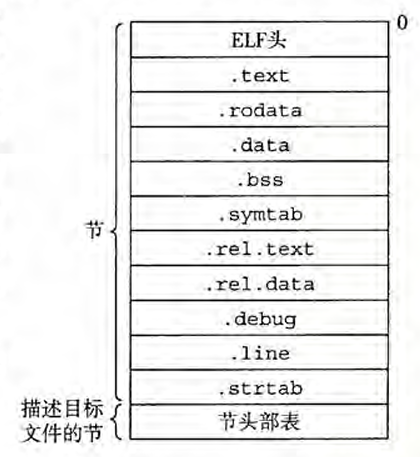 0
ELF头
.text
.rodata
.data
.bss
.symtab
节
.rel.text
.rel.data
.debug
.line
.strtab
描述目标
文件的节
节头部表